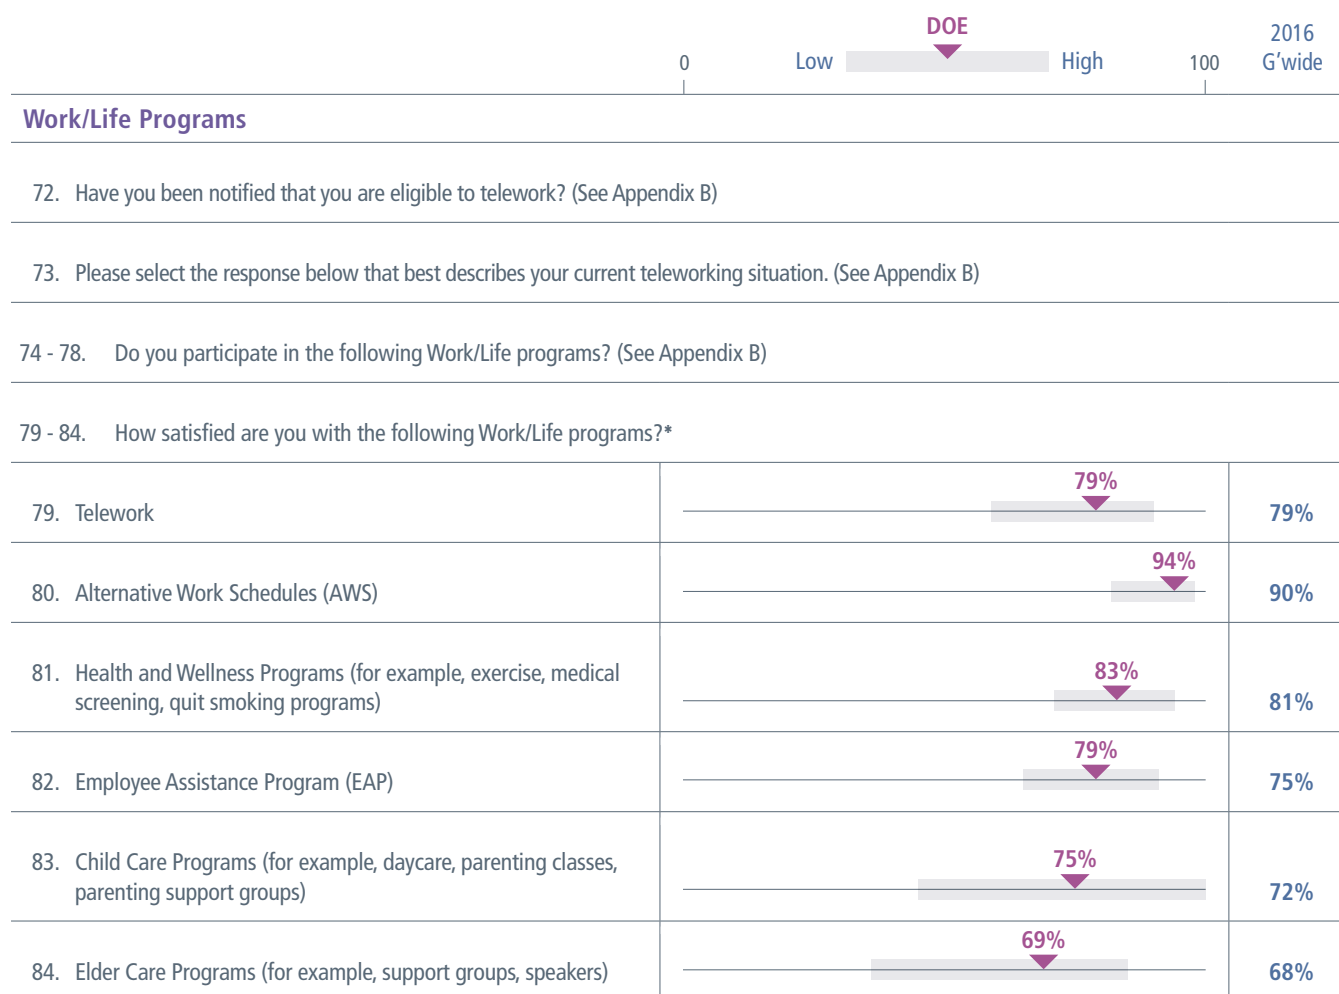 DOE
2016
0 Low High 100 G'wide
Work/Life Programs
72. Have you been notified that you are eligible to telework? (See Appendix B)
73. Please select the response below that best describes your current teleworking situation. (See Appendix B)
74 - 78. Do you participate in the following Work/Life programs? (See Appendix B)
79 - 84. How satisfied are you with the following Work/Life programs?*
79%
79. Telework 79%
94%
80. Alternative Work Schedules (AWS) 90%
81. Health and Wellness Programs (for example, exercise, medical 83%
screening, quit smoking programs) 81%
79%
82. Employee Assistance Program (EAP) 75%
83. Child Care Programs (for example, daycare, parenting classes, 75%
parenting support groups) 72%
69%
84. Elder Care Programs (for example, support groups, speakers) 68%